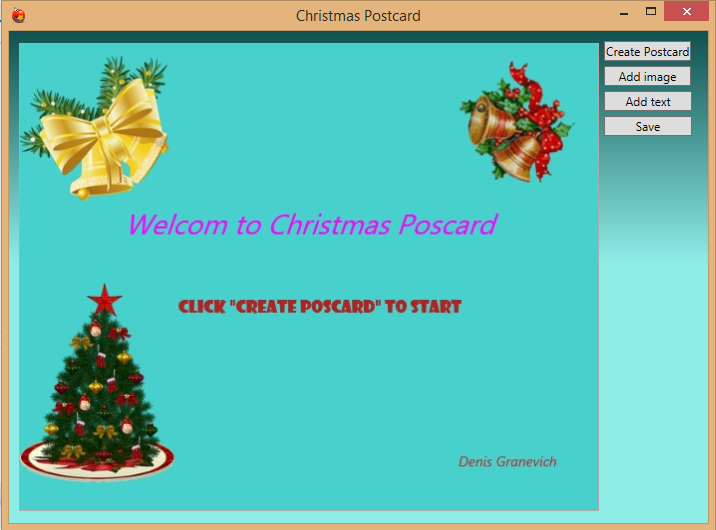 Christmas Postcard
Create Postcard
Add image
Add text
Save
Welcom to Christmas Poscard
CLICK "CREATE POSCARD" TO START
Denis Granevich